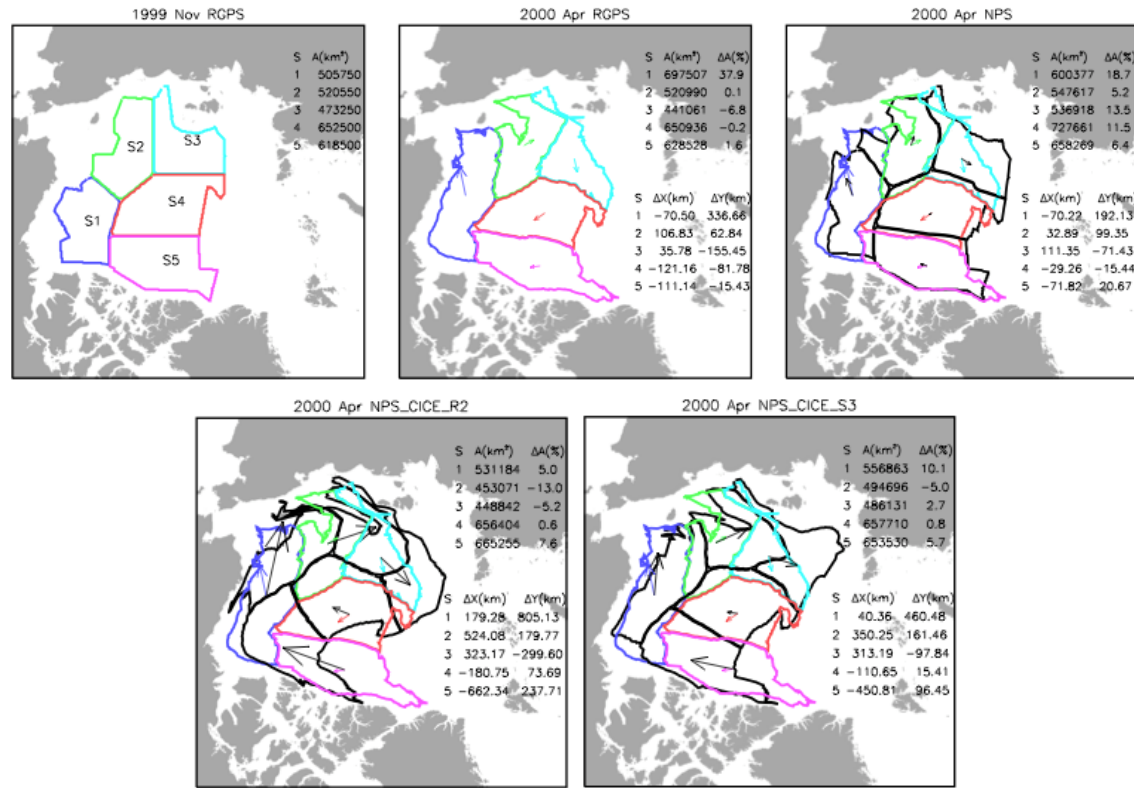 1999 Nov RGPS
S A(km²)
1 505750
2 520550
3 473250
4 652500
5 618500
S2
S3
S4
S1
S5
2000 Apr RGPS
S A(km²) ΔA(%)
1 697507 37.9
2 520990 0.1
3 441061 −6.8
4 650936 −0.2
5 628528 1.6
S ΔX(km) ΔY(km)
1 −70.50 336.66
2 106.83 62.84
3 35.78 −155.45
4 −121.16 −81.78
5 −111.14 −15.43
2000 Apr NPS
S A(km²) ΔA(%)
1 600377 18.7
2 547617 5.2
3 536918 13.5
4 727661 11.5
5 658269 6.4
S ΔX(km) ΔY(km)
1 −70.22 192.13
2 32.89 99.35
3 111.35 −71.43
4 −29.26 −15.44
5 −71.82 20.67
2000 Apr NPS_CICE_R2
S A(km²) ΔA(%)
1 531184 5.0
2 453071 −13.0
3 448842 −5.2
4 656404 0.6
5 665255 7.6
S ΔX(km) ΔY(km)
1 179.28 805.13
2 524.08 179.77
3 323.17 −299.60
4 −180.75 73.69
5 −662.34 237.71
2000 Apr NPS_CICE_S3
S A(km²) ΔA(%)
1 556863 10.1
2 494696 −5.0
3 486131 2.7
4 657710 0.8
5 653530 5.7
S ΔX(km) ΔY(km)
1 40.36 460.48
2 350.25 161.46
3 313.19 −97.84
4 −110.65 15.41
5 −450.81 96.45